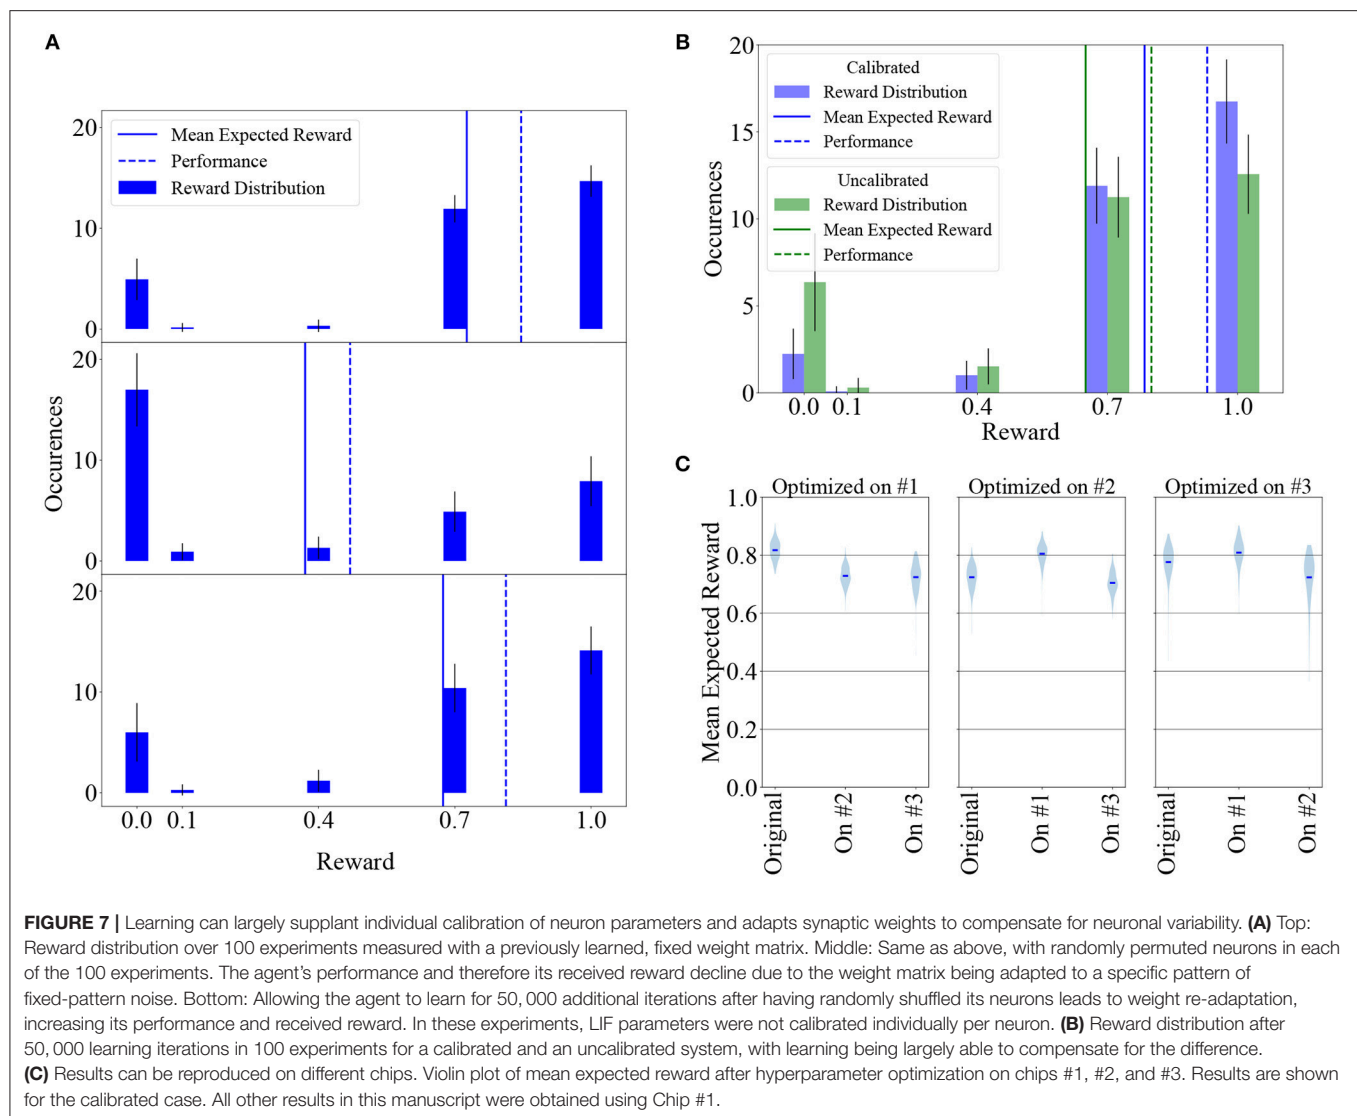 A
20
10
0
Mean Expected Reward
Performance
Reward Distribution
20
10
0
20
10
0
Occurences
0.0 0.1 0.4 0.7 1.0
Reward
B
20
15
10
5
0
Occurences
Calibrated
Reward Distribution
Mean Expected Reward
Performance
Uncalibrated
Reward Distribution
Mean Expected Reward
Performance
0.0 0.1 0.4 0.7 1.0
Reward
C
Optimized on #1 Optimized on #2 Optimized on #3
1.0
0.8
0.6
0.4
0.2
0.0
Mean Expected Reward
Original On #2 On #3 Original On #1 On #3 Original On #1 On #2
FIGURE 7 | Learning can largely supplant individual calibration of neuron parameters and adapts synaptic weights to compensate for neuronal variability. (A) Top:
Reward distribution over 100 experiments measured with a previously learned, fixed weight matrix. Middle: Same as above, with randomly permuted neurons in each
of the 100 experiments. The agent's performance and therefore its received reward decline due to the weight matrix being adapted to a specific pattern of
fixed-pattern noise. Bottom: Allowing the agent to learn for 50, 000 additional iterations after having randomly shuffled its neurons leads to weight re-adaptation,
increasing its performance and received reward. In these experiments, LIF parameters were not calibrated individually per neuron. (B) Reward distribution after
50, 000 learning iterations in 100 experiments for a calibrated and an uncalibrated system, with learning being largely able to compensate for the difference.
(C) Results can be reproduced on different chips. Violin plot of mean expected reward after hyperparameter optimization on chips #1, #2, and #3. Results are shown
for the calibrated case. All other results in this manuscript were obtained using Chip #1.